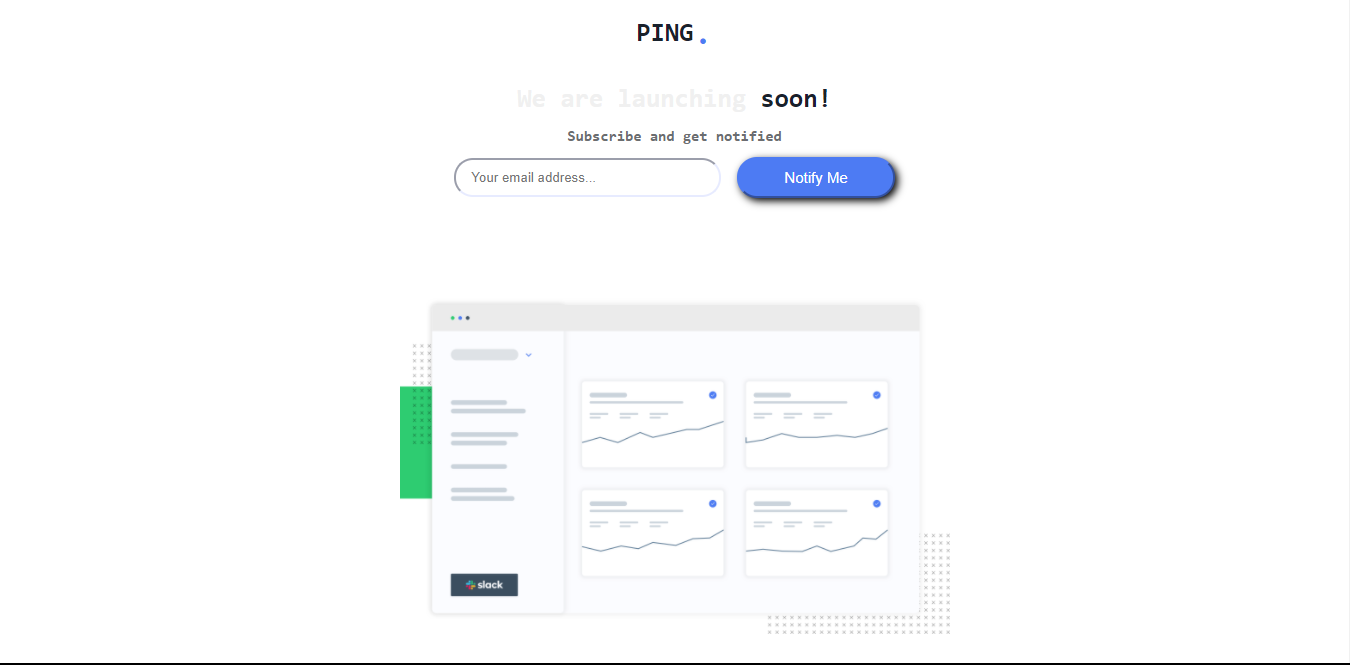 PING.
We are launching soon!
Subscribe and get notified
Your email address...
Notify Me
slack